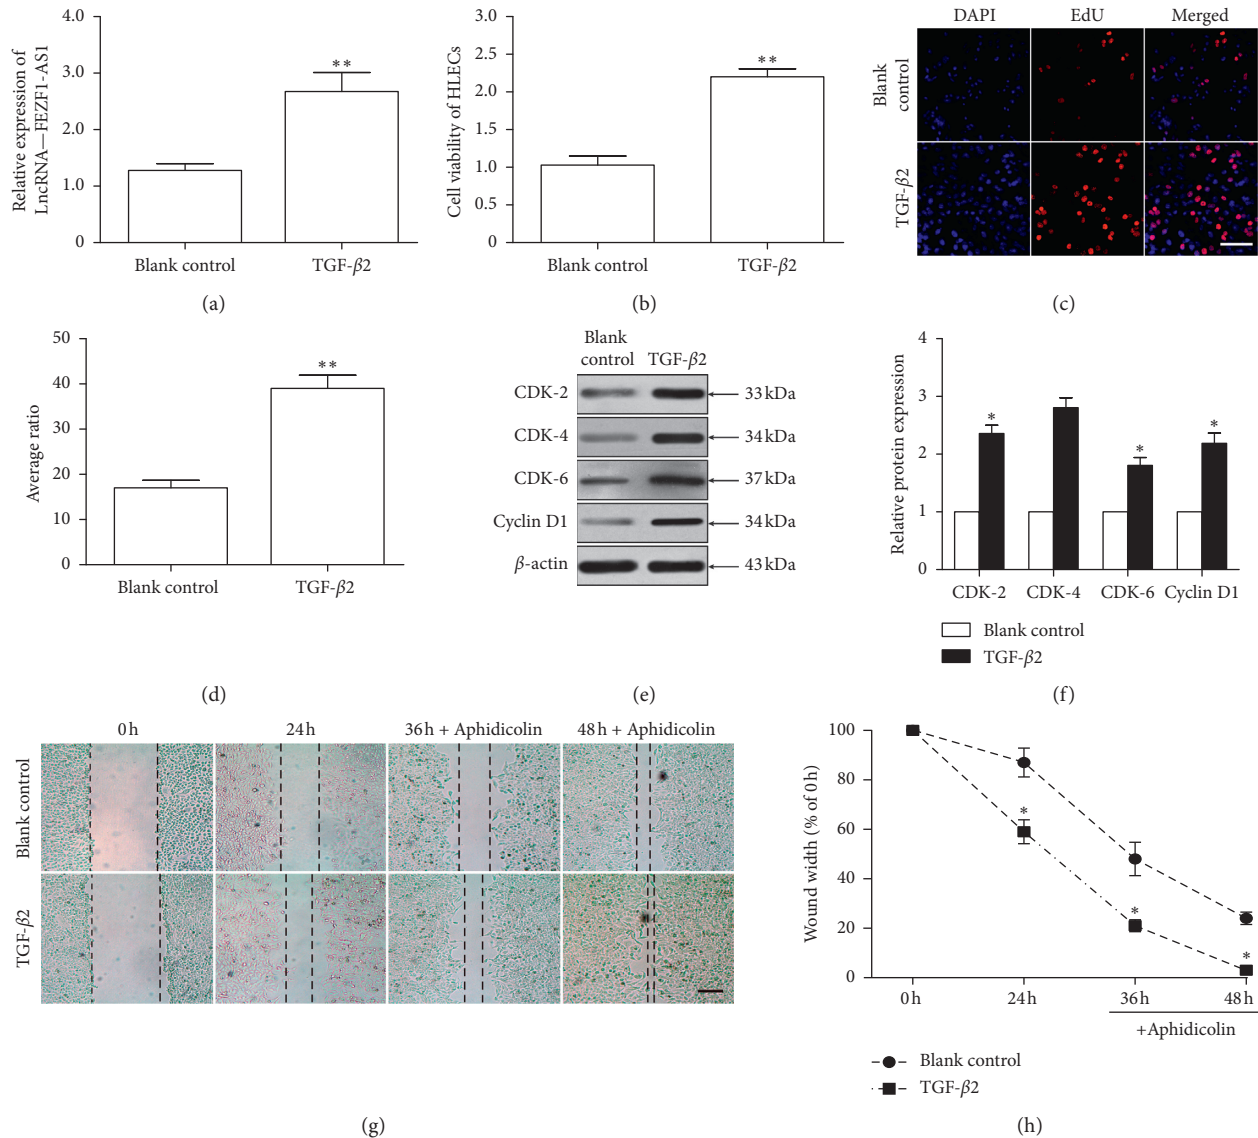 Relative expression of
LncRNA—FEZF1-AS1
4.0
3.0
2.0
1.0
0
**
Blank control
TGF-β2
(a)
Cell viability of HLECs
3.0
2.5
2.0
1.5
1.0
0.5
0
**
Blank control
TGF-β2
(b)
DAPI
EdU
Merged
Blank
control
TGF-β2
(c)
Average ratio
50
40
30
20
10
0
**
Blank control
TGF-β2
(d)
Blank
control
TGF-β2
CDK-2
33 kDa
CDK-4
34 kDa
CDK-6
37 kDa
Cyclin D1
34 kDa
β-actin
43 kDa
(e)
Relative protein expression
4
3
2
1
0
*
*
*
CDK-2
CDK-4
CDK-6
Cyclin D1
Blank control
TGF-β2
(f)
0 h
24 h
36 h + Aphidicolin
48 h + Aphidicolin
Blank control
TGF-β2
(g)
Wound width (% of 0 h)
100
80
60
40
20
0
*
*
*
0 h
24 h
36 h
48 h
+Aphidicolin
Blank control
TGF-β2
(h)